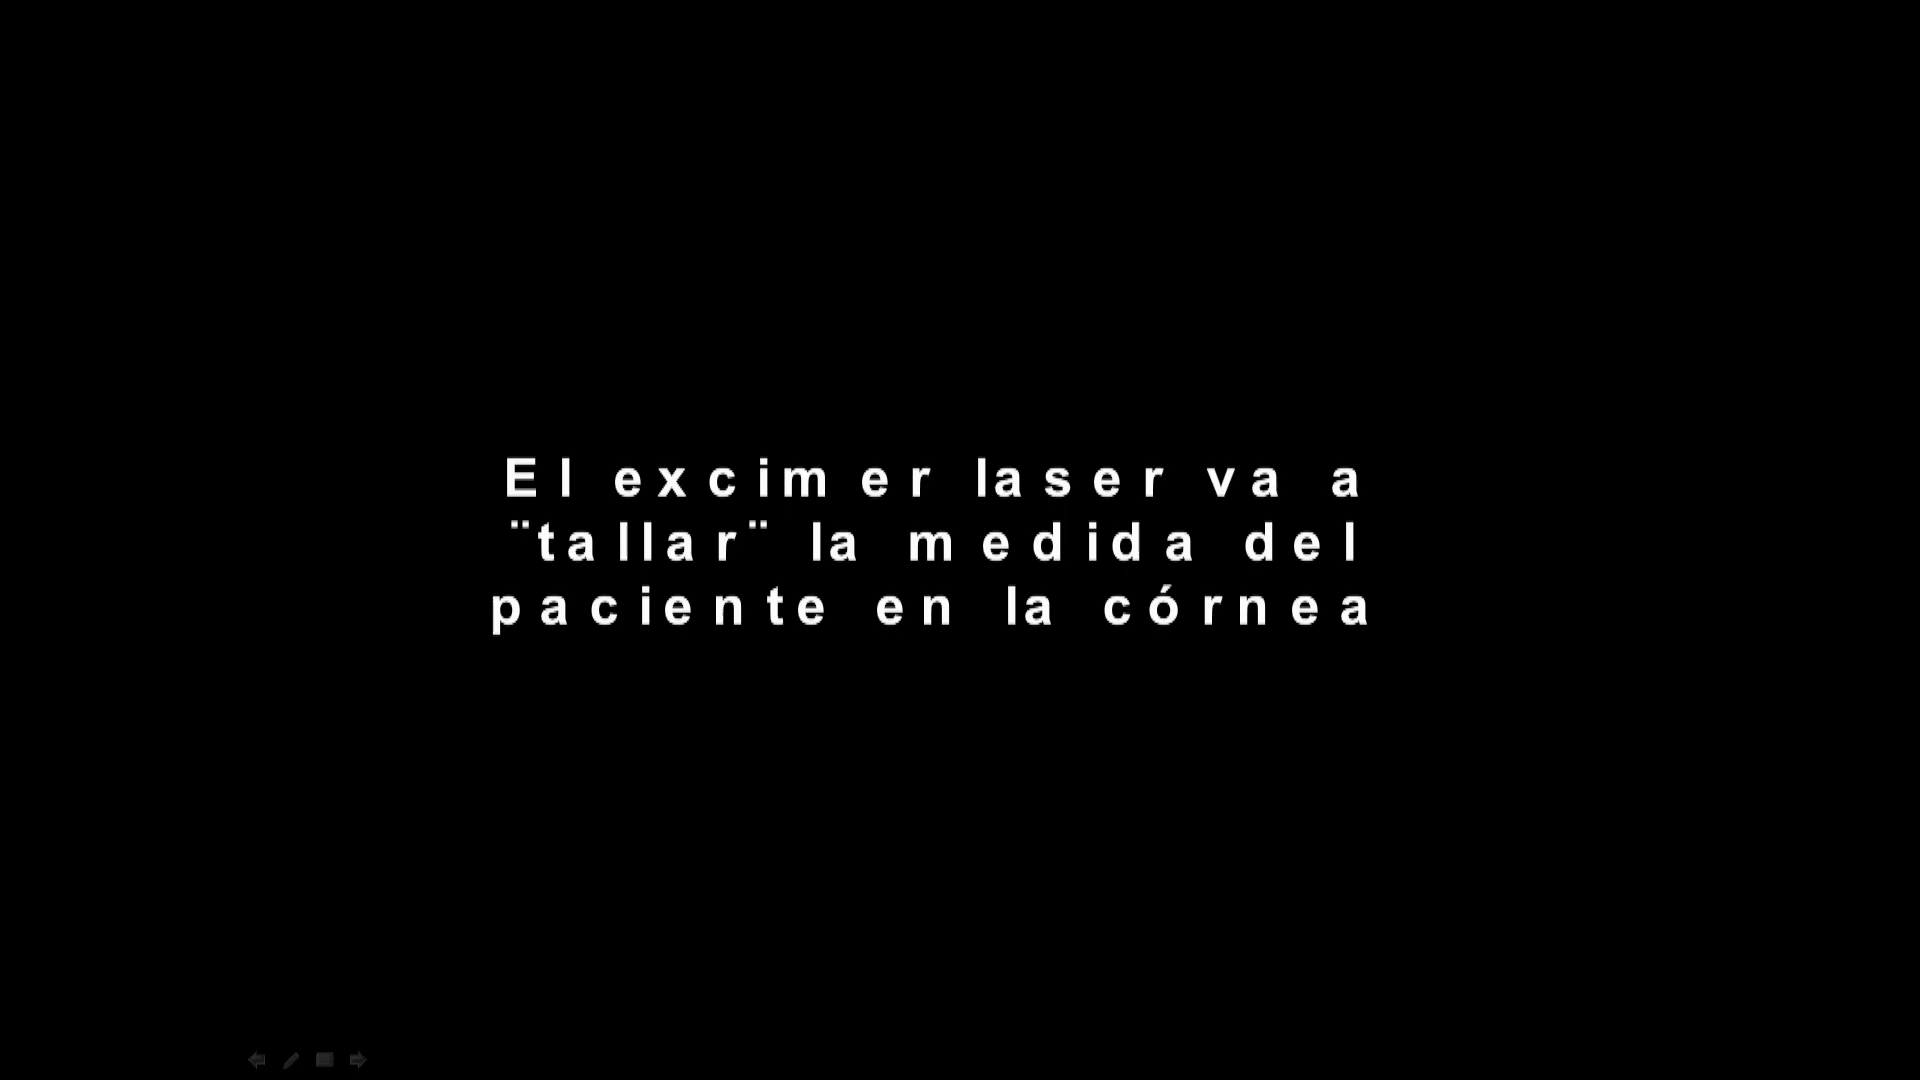 El excimer laser va a
¨tallar¨ la medida del
paciente en la córnea